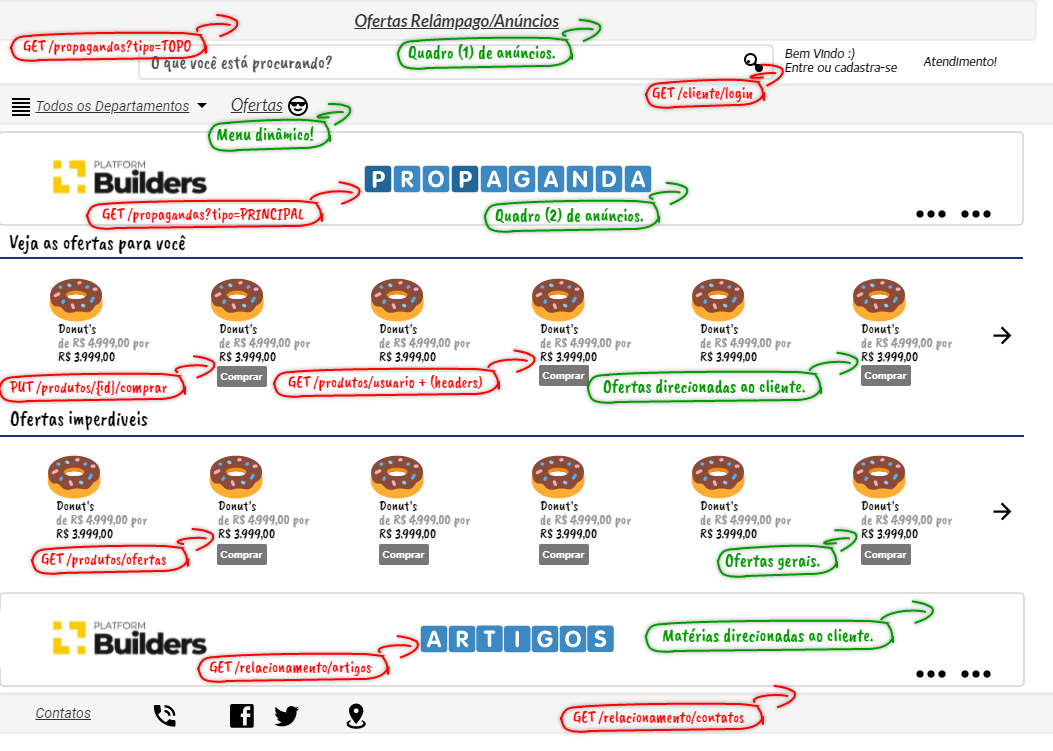 Ofertas Relâmpago/Anúncios
GET /propagandas?tipo=TOPO
Quadro (1) de anúncios.
O que você está procurando?
Bem Vindo :)
Entre ou cadastra-se
Atendimento!
GET /cliente/login
Todos os Departamentos
Ofertas
Menu dinâmico!
PLATFORM
Builders
PROPAGANDA
GET /propagandas?tipo=PRINCIPAL
Quadro (2) de anúncios.
Veja as ofertas para você
Donut's Donut's Donut's Donut's Donut's Donut's
de R$ 4.999,00 por de R$ 4.999,00 por de R$ 4.999,00 por de R$ 4.999,00 por de R$ 4.999,00 por de R$ 4.999,00 por
R$ 3.999,00 R$ 3.999,00 R$ 3.999,00 R$ 3.999,00 R$ 3.999,00 R$ 3.999,00
PUT /produtos/{id}/comprar
Comprar
GET /produtos/usuario + (headers)
Comprar
Ofertas direcionadas ao cliente.
Comprar
Ofertas imperdíveis
Donut's Donut's Donut's Donut's Donut's Donut's
de R$ 4.999,00 por de R$ 4.999,00 por de R$ 4.999,00 por de R$ 4.999,00 por de R$ 4.999,00 por de R$ 4.999,00 por
R$ 3.999,00 R$ 3.999,00 R$ 3.999,00 R$ 3.999,00 R$ 3.999,00 R$ 3.999,00
GET /produtos/ofertas
Comprar Comprar Comprar
Ofertas gerais.
Comprar
PLATFORM
Builders
ARTIGOS
Matérias direcionadas ao cliente.
GET /relacionamento/artigos
Contatos
GET /relacionamento/contatos